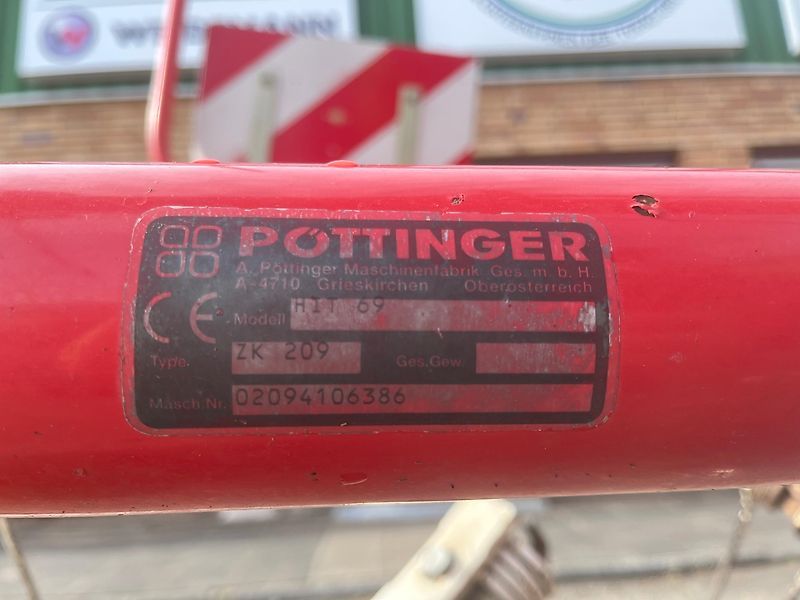 PÖTTINGER
A. Pöttinger Maschinenfabrik Ges. m. b. H.
A-4710 Grieskirchen Oberösterreich
CE
Modell HIT 69
Type ZK 209 Ges.Gew.
Masch.Nr. 02094106386